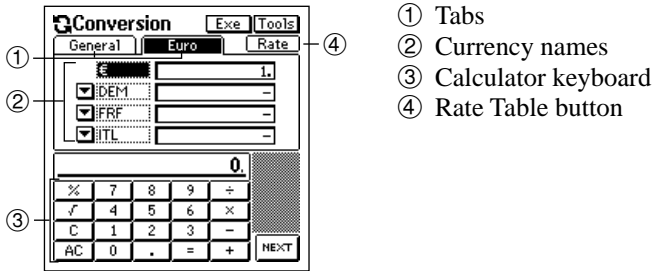 Conversion Exe Tools
General Euro Rate
€ 1.
DEM –
FRF –
ITL –
0.
% 7 8 9 ÷
√ 4 5 6 ×
C 1 2 3 –
AC 0 . = + NEXT
①
②
③
④
① Tabs
② Currency names
③ Calculator keyboard
④ Rate Table button